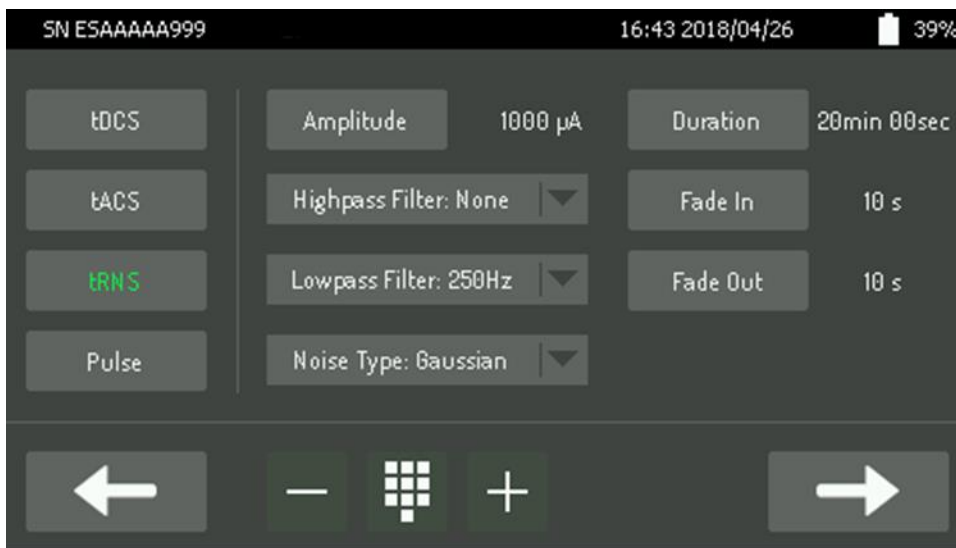 SN ESAAAAA999 16:43 2018/04/26 39%
tDCS Amplitude 1000 µA Duration 20min 00sec
tACS Highpass Filter: None Fade In 10 s
tRNS Lowpass Filter: 250Hz Fade Out 10 s
Pulse Noise Type: Gaussian